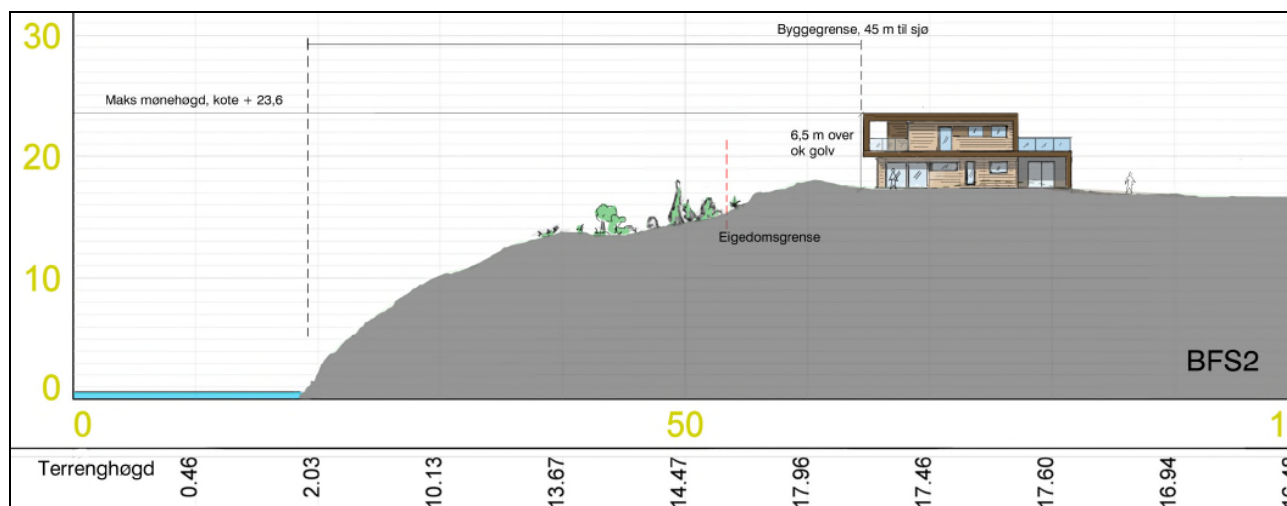 30
Byggegrense, 45 m til sjø
Maks mønehøgd, kote + 23,6
6,5 m over
ok golv
20
Eigedomsgrense
10
BFS2
0
0 50
Terrenghøgd 0.46 2.03 10.13 13.67 14.47 17.96 17.46 17.60 16.94